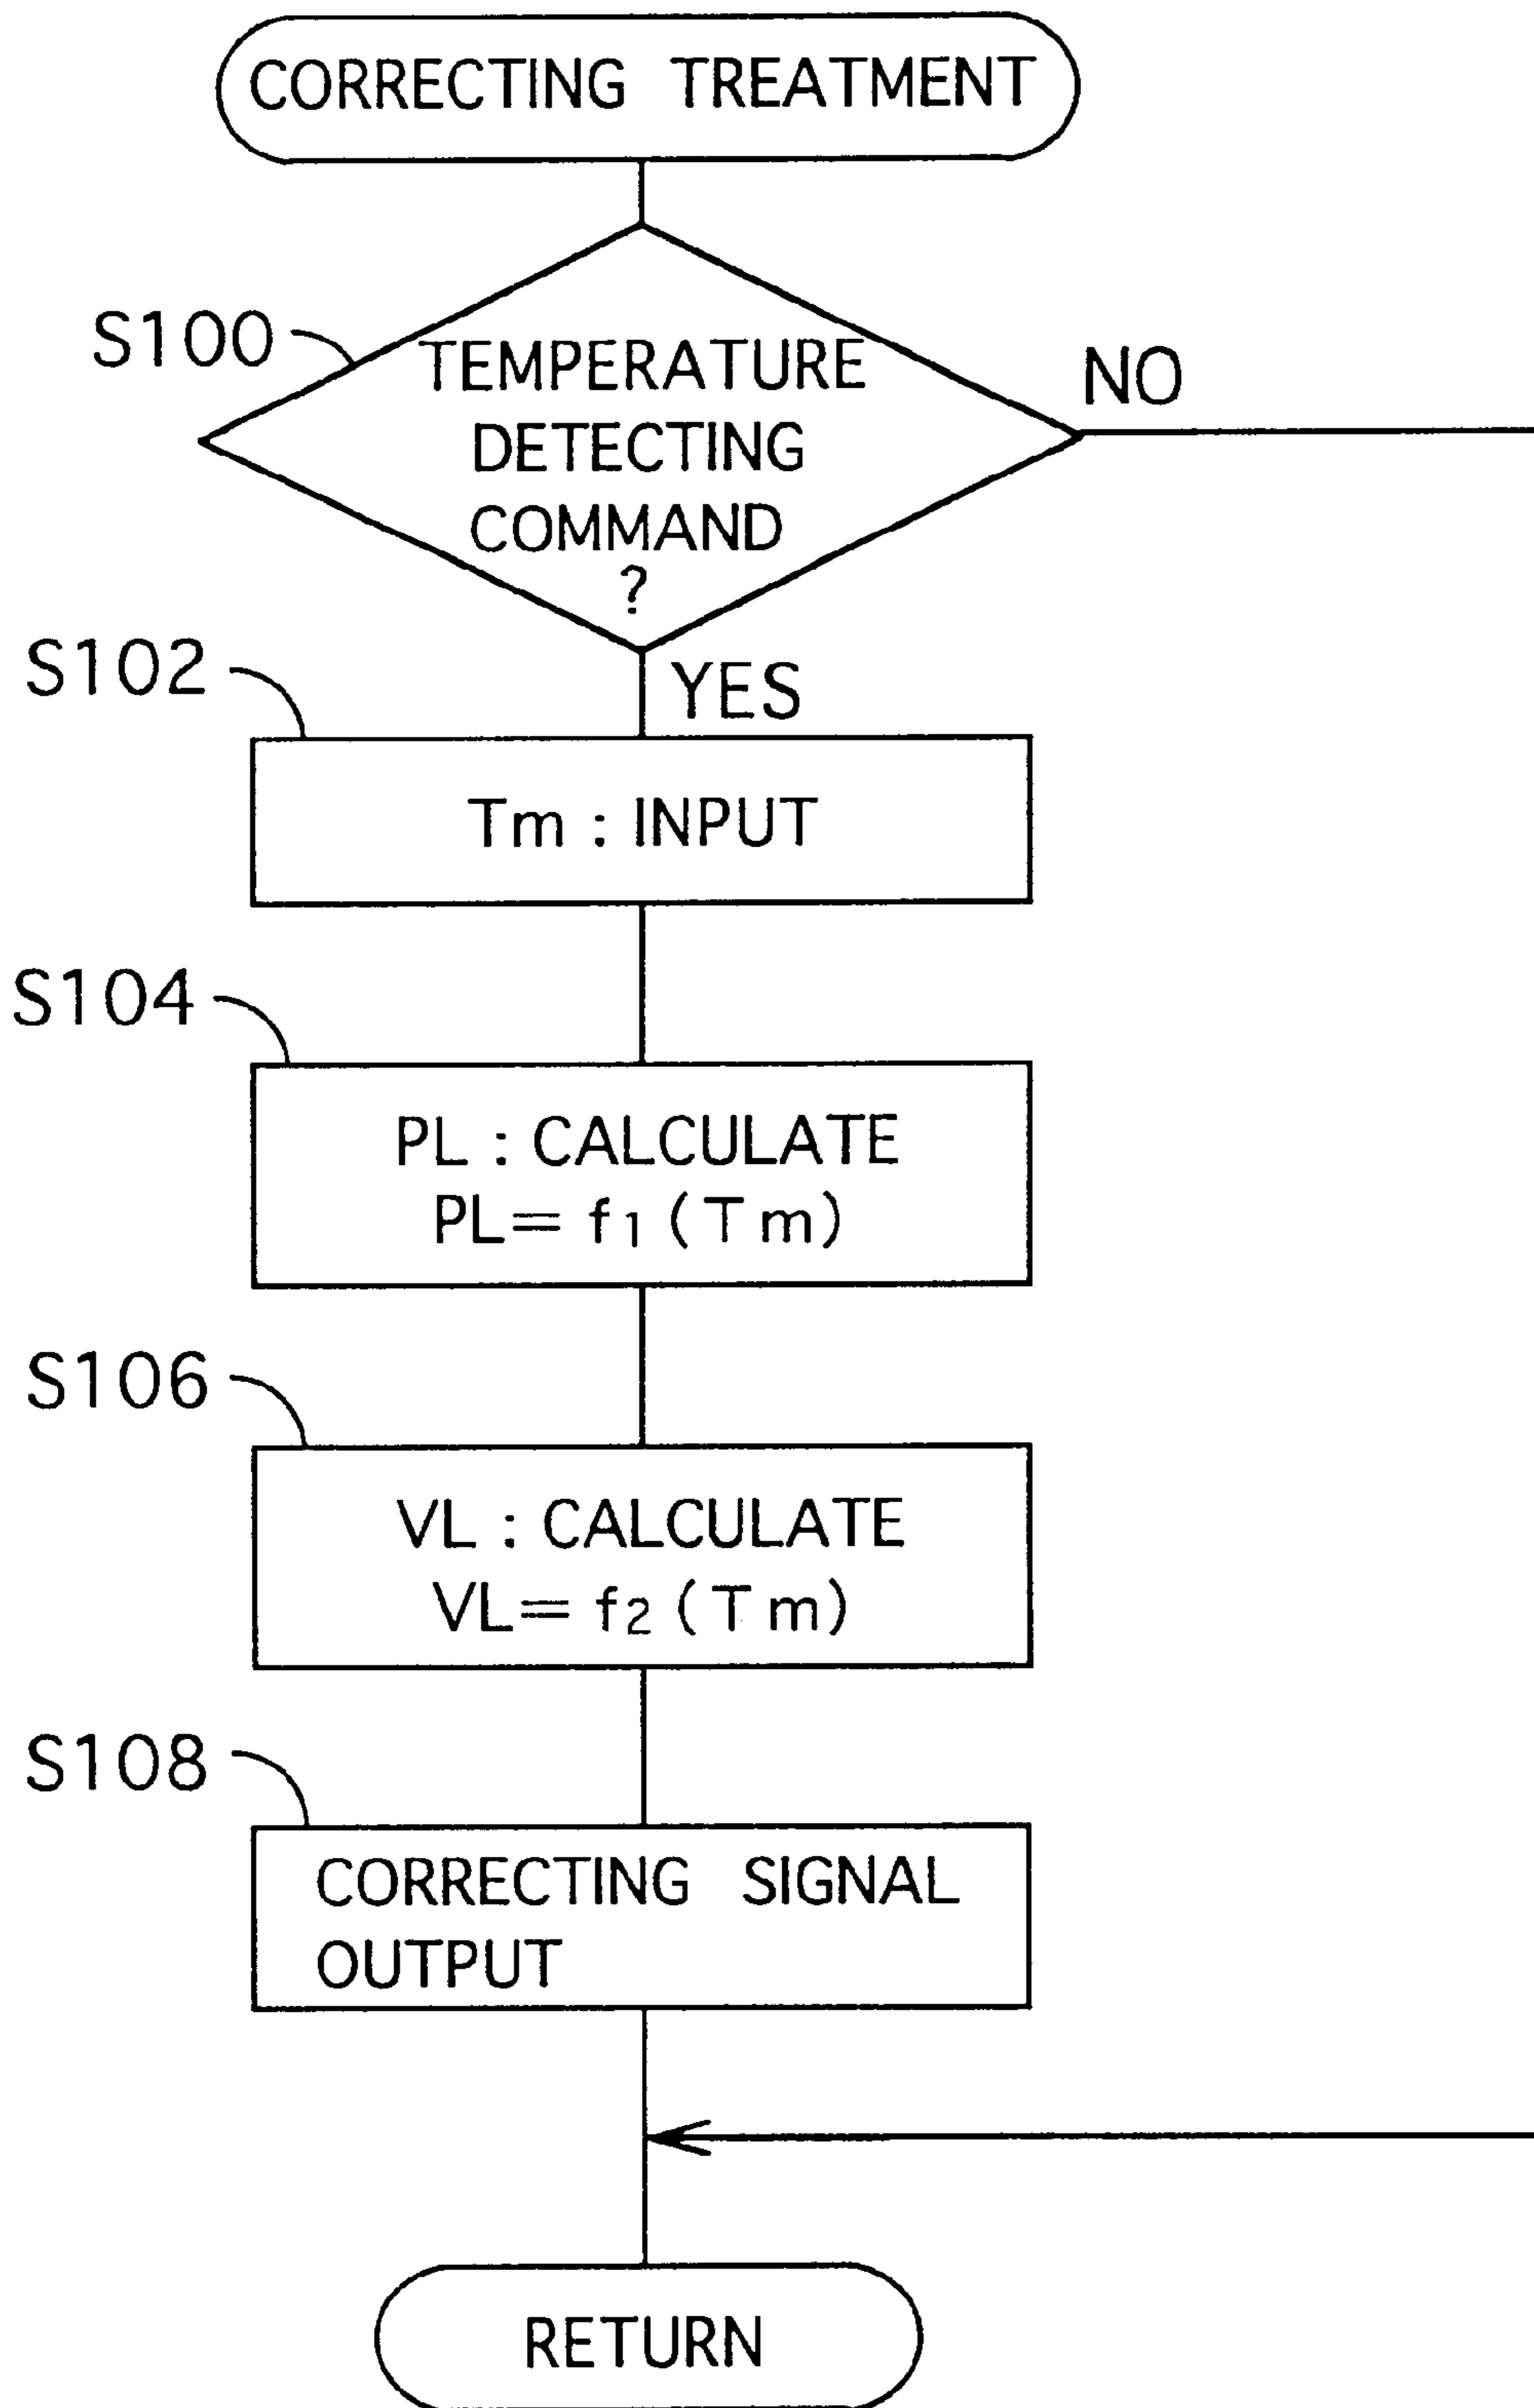 CORRECTING TREATMENT
S100
TEMPERATURE
DETECTING
COMMAND
?
NO
YES
S102
Tm : INPUT
S104
PL : CALCULATE
PL = f1 (Tm)
S106
VL : CALCULATE
VL = f2 (Tm)
S108
CORRECTING SIGNAL
OUTPUT
RETURN